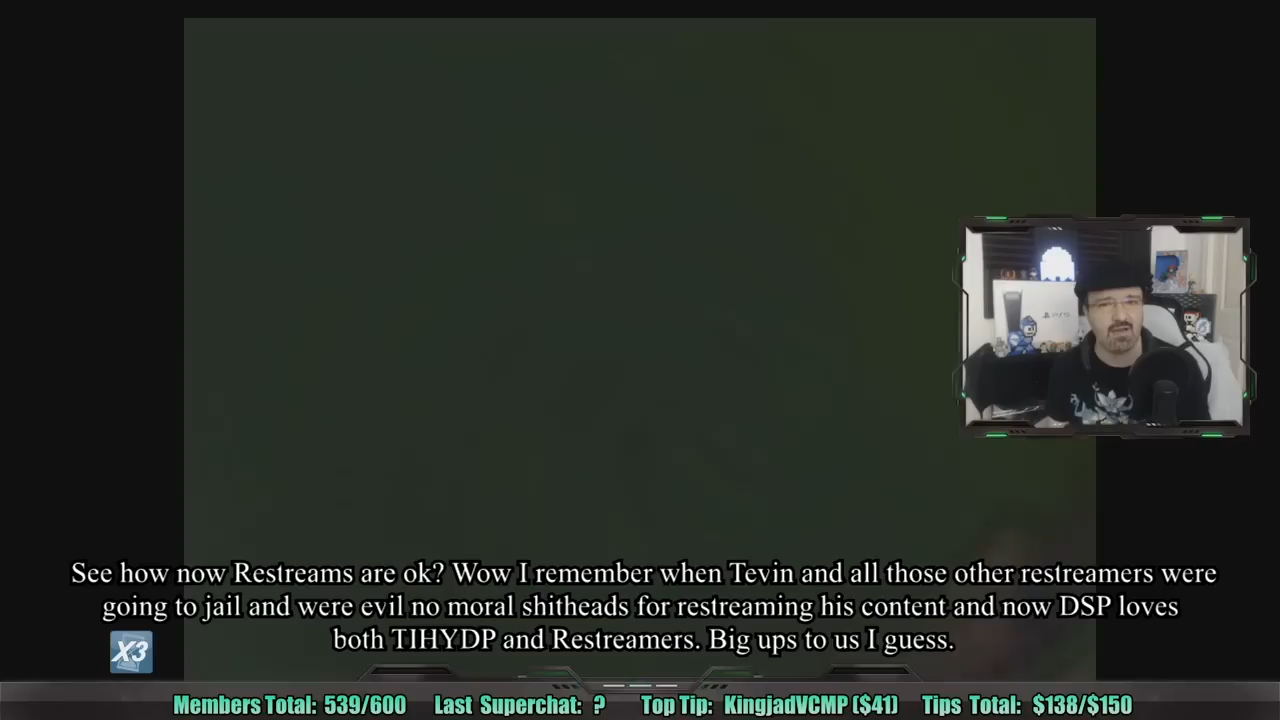 PS5
See how now Restreams are ok? Wow I remember when Tevin and all those other restreamers were
going to jail and were evil no moral shitheads for restreaming his content and now DSP loves
both TIHYDP and Restreamers. Big ups to us I guess.
X3
Members Total: 539/600 Last Superchat: ? Top Tip: KingjadVCMP ($41) Tips Total: $138/$150